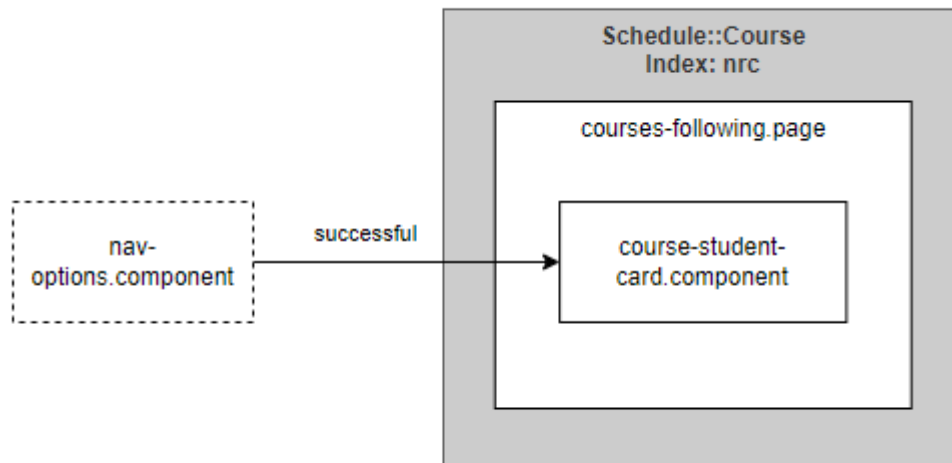 Schedule::Course
Index: nrc
courses-following.page
nav-
options.component
successful
course-student-
card.component